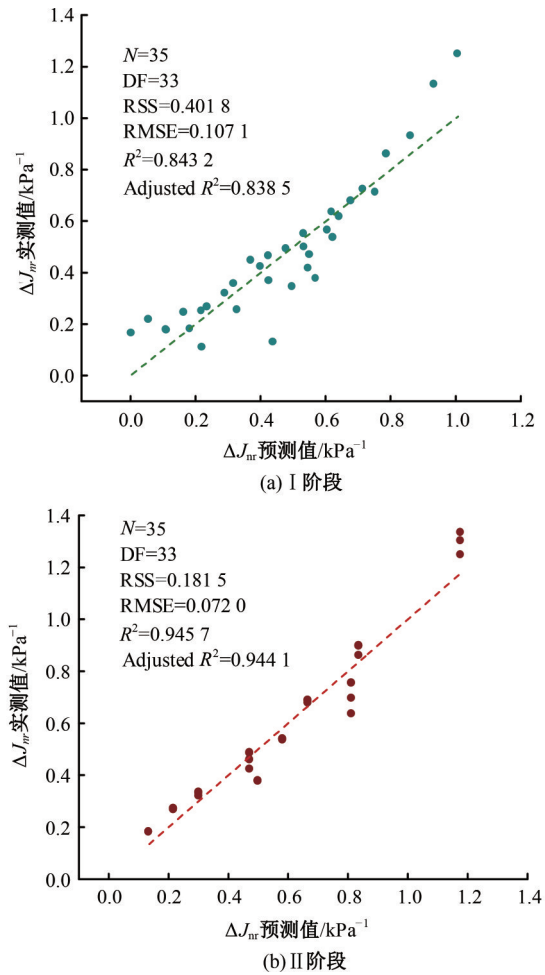 1.4
1.2
1.0
0.8
0.6
0.4
0.2
0.0
ΔJnr实测值/kPa⁻¹
N=35
DF=33
RSS=0.401 8
RMSE=0.107 1
R²=0.843 2
Adjusted R²=0.838 5
0.0 0.2 0.4 0.6 0.8 1.0 1.2
ΔJnr预测值/kPa⁻¹
(a) Ⅰ阶段
1.4
1.2
1.0
0.8
0.6
0.4
0.2
0.0
ΔJnr实测值/kPa⁻¹
N=35
DF=33
RSS=0.181 5
RMSE=0.072 0
R²=0.945 7
Adjusted R²=0.944 1
0.0 0.2 0.4 0.6 0.8 1.0 1.2 1.4
ΔJnr预测值/kPa⁻¹
(b) Ⅱ阶段